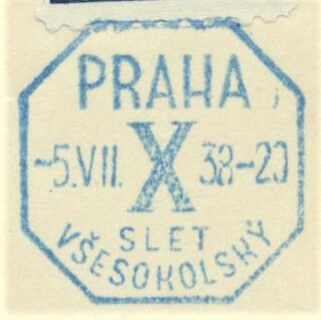 PRAHA
X
-5.VII. 38-20
SLET
VŠESOKOLSKÝ